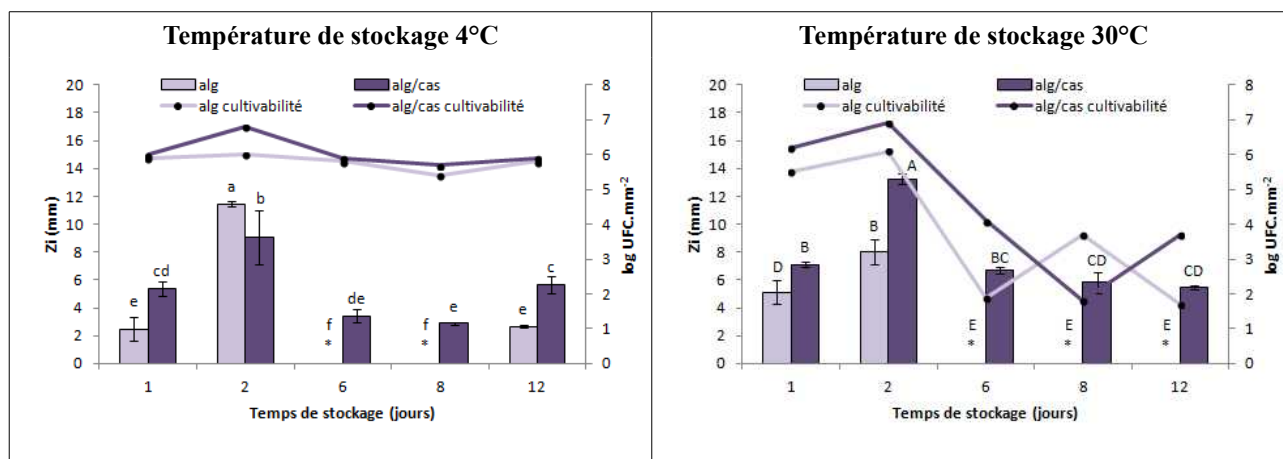 Température de stockage 4°C
alg
alg/cas
alg cultivabilité
alg/cas cultivabilité
20
18
16
14
12
10
8
6
4
2
0
Zi (mm)
8
7
6
5
4
3
2
1
0
log UFC.mm-2
e
cd
a
b
f
*
de
f
*
e
e
c
1
2
6
8
12
Temps de stockage (jours)
Température de stockage 30°C
alg
alg/cas
alg cultivabilité
alg/cas cultivabilité
20
18
16
14
12
10
8
6
4
2
0
Zi (mm)
8
7
6
5
4
3
2
1
0
log UFC.mm-2
D
B
B
A
E
*
BC
E
*
CD
E
*
CD
1
2
6
8
12
Temps de stockage (jours)